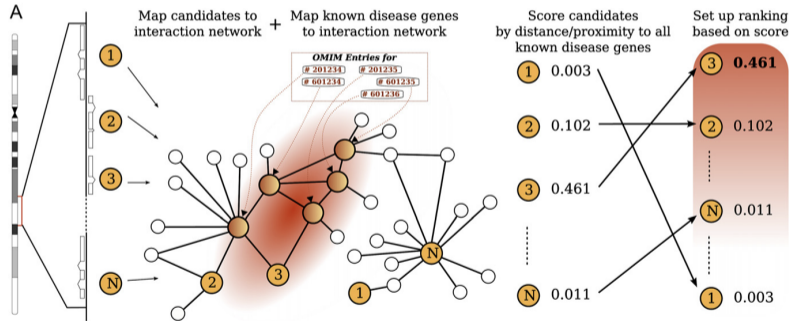 A
Map candidates to
interaction network
+
Map known disease genes
to interaction network
Score candidates
by distance/proximity to all
known disease genes
Set up ranking
based on score
OMIM Entries for
# 201234
# 201235
# 601234
# 601235
# 601236
1
2
3
N
2
3
1
N
1 0.003
2 0.102
3 0.461
N 0.011
3 0.461
2 0.102
N 0.011
1 0.003